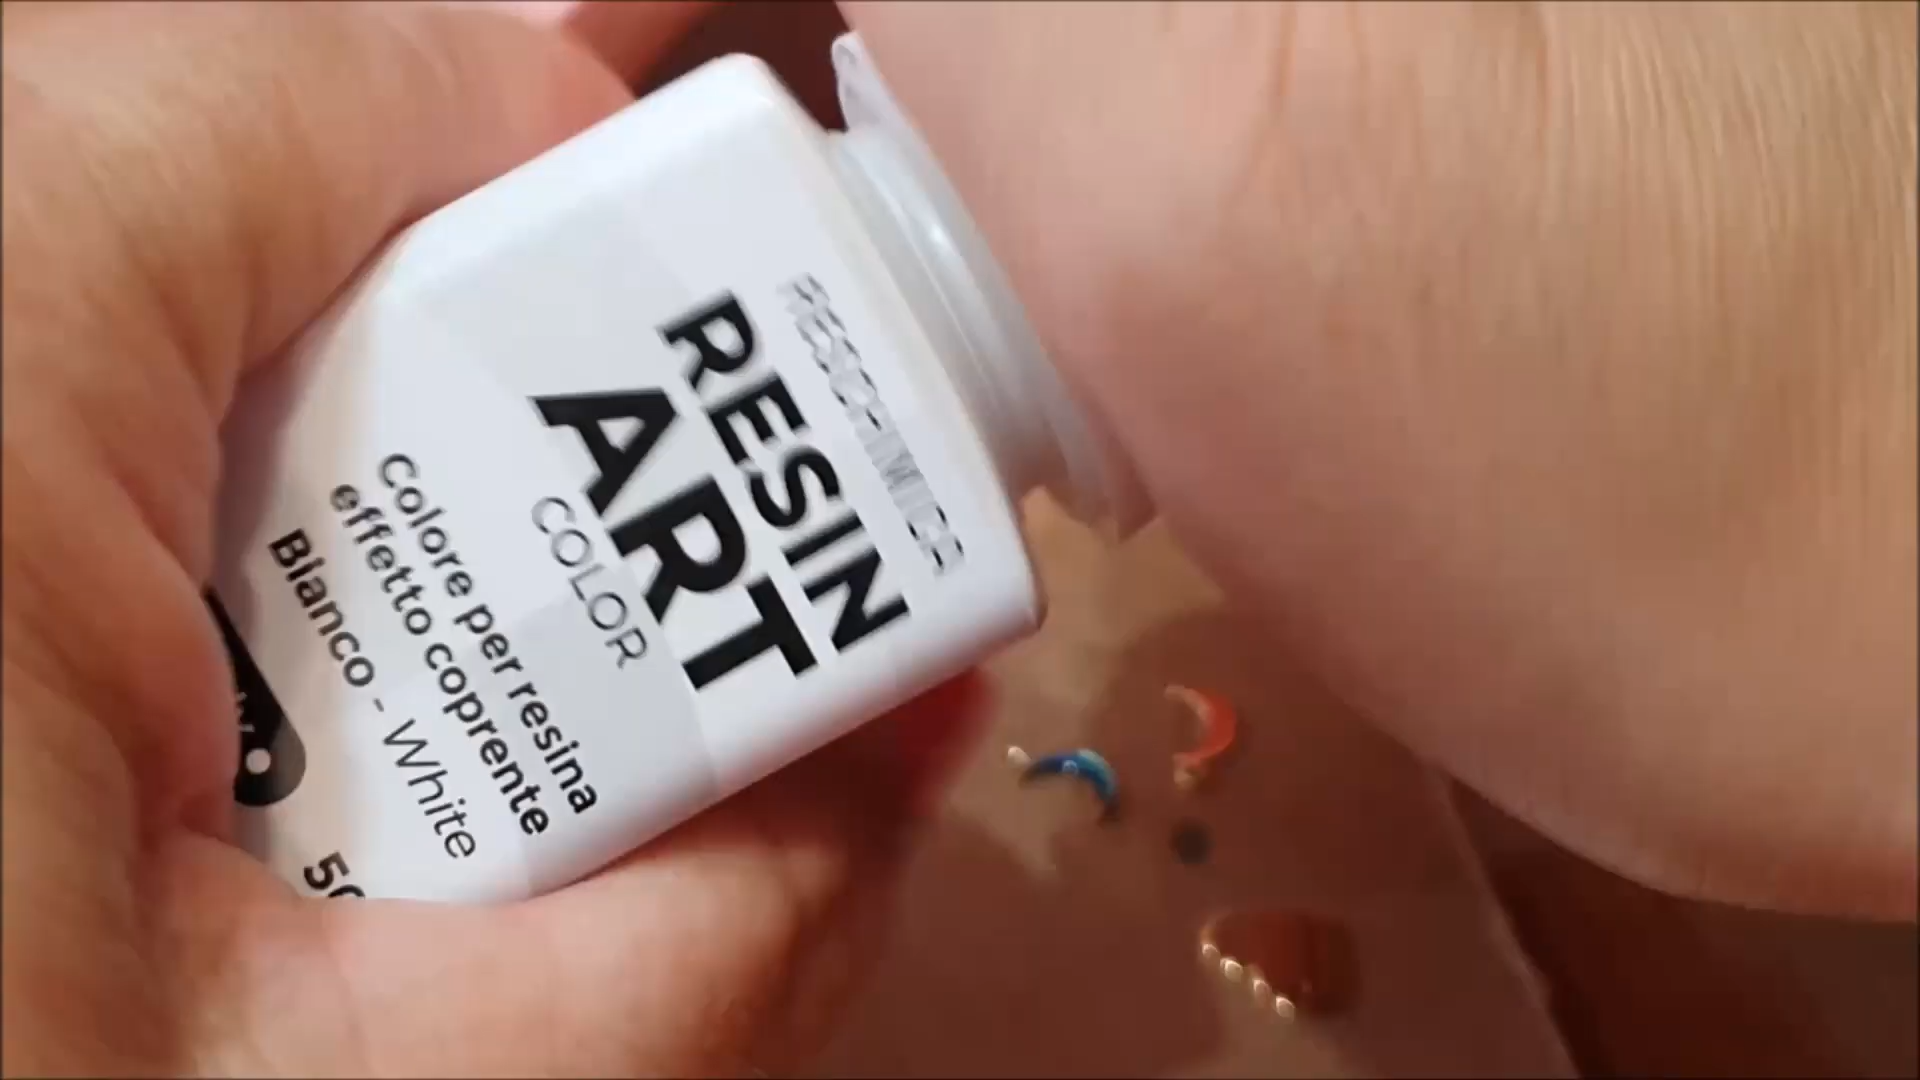 RESIN
ART
COLOR
Colore per resina
effetto coprente
Bianco - White